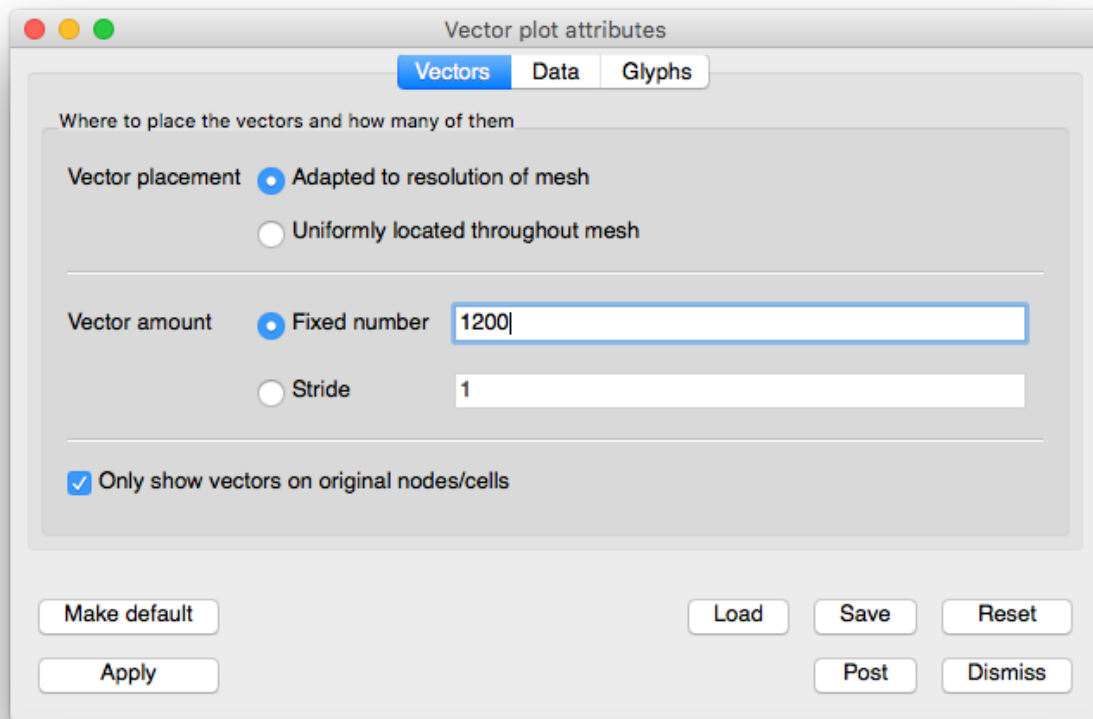 Vector plot attributes
Vectors Data Glyphs
Where to place the vectors and how many of them
Vector placement Adapted to resolution of mesh
Uniformly located throughout mesh
Vector amount Fixed number 1200
Stride 1
Only show vectors on original nodes/cells
Make default Load Save Reset
Apply Post Dismiss